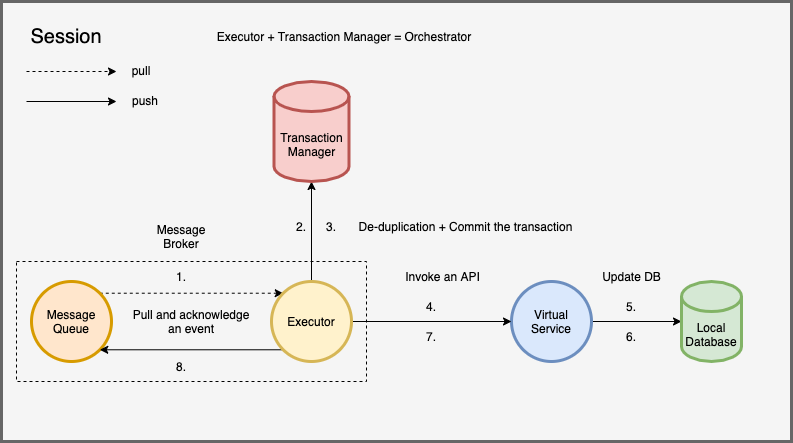 Session
Executor + Transaction Manager = Orchestrator
pull
push
Transaction
Manager
2.
3.
De-duplication + Commit the transaction
Message
Broker
1.
Invoke an API
Update DB
Message
Queue
Pull and acknowledge
an event
Executor
4.
7.
Virtual
Service
5.
6.
Local
Database
8.